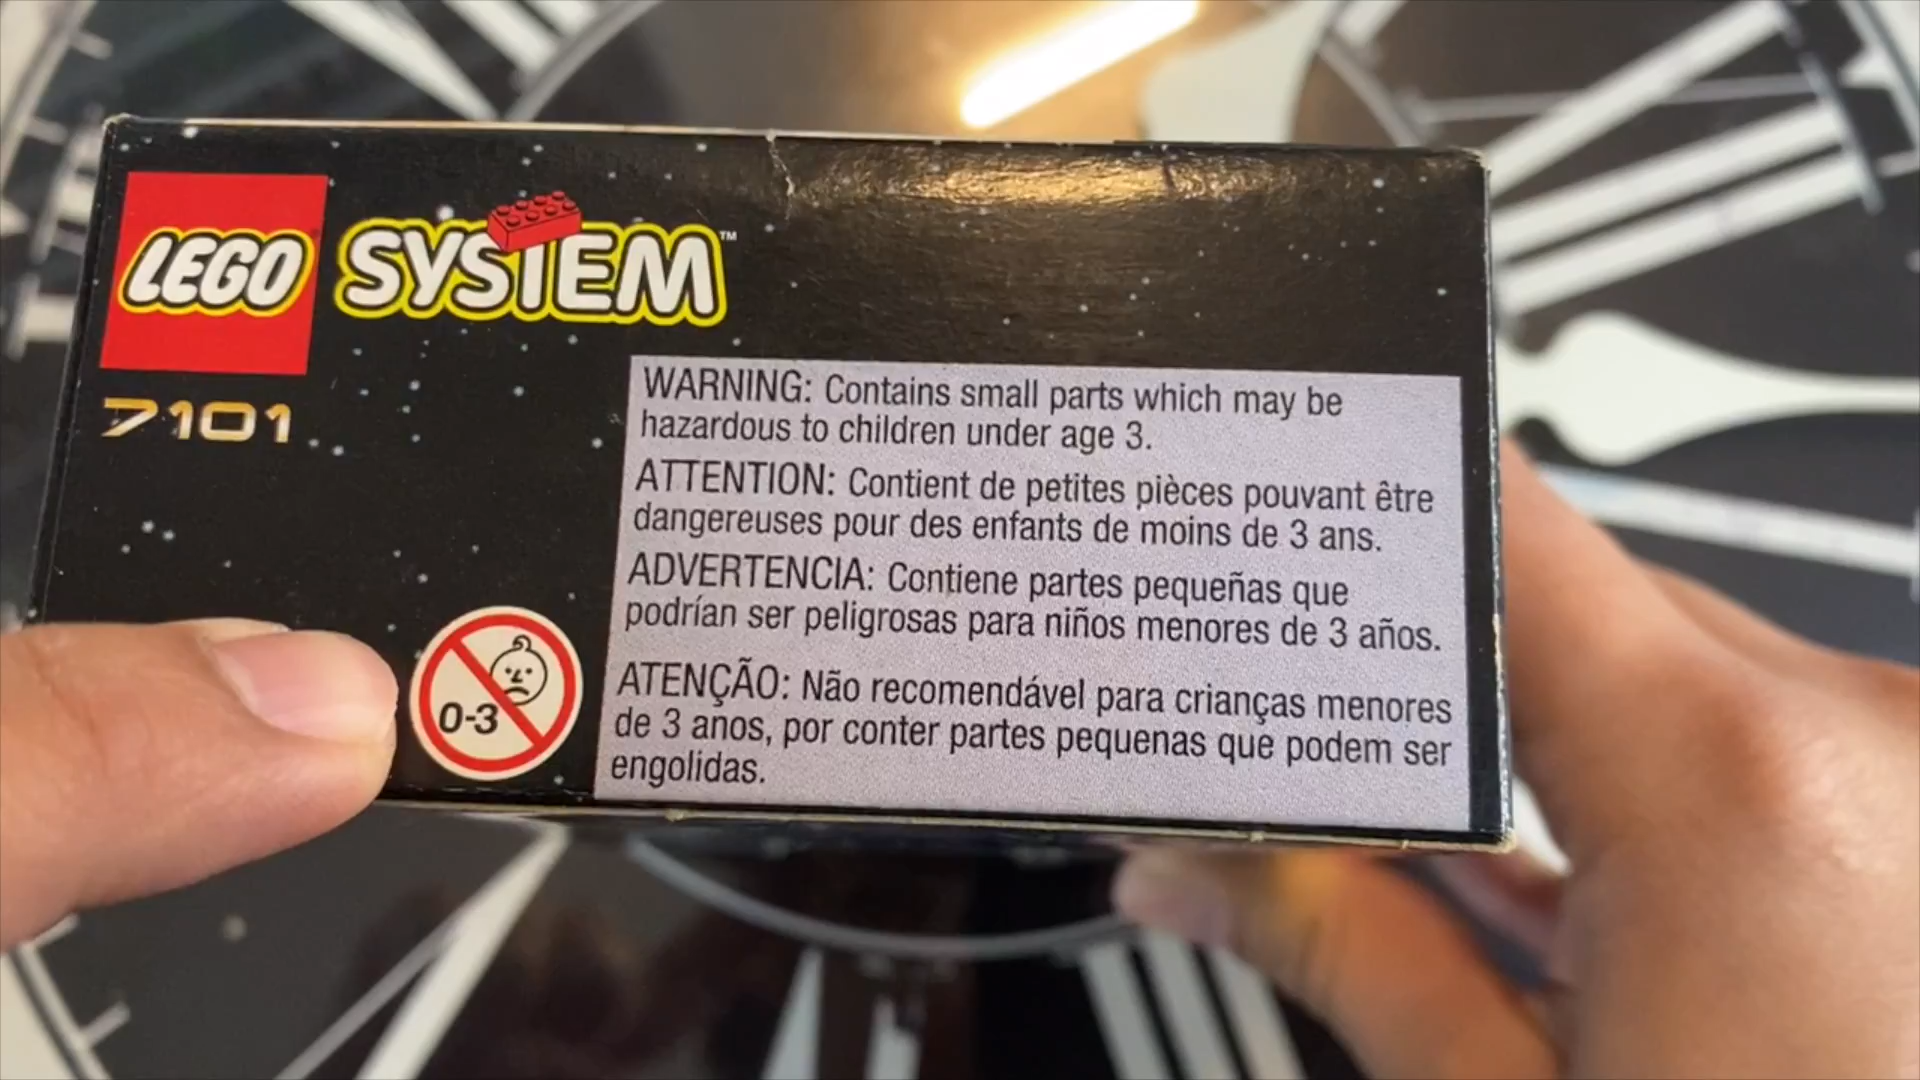 LEGO SYSTEM™
7101
WARNING: Contains small parts which may be
hazardous to children under age 3.
ATTENTION: Contient de petites pièces pouvant être
dangereuses pour des enfants de moins de 3 ans.
ADVERTENCIA: Contiene partes pequeñas que
podrían ser peligrosas para niños menores de 3 años.
ATENÇÃO: Não recomendável para crianças menores
de 3 anos, por conter partes pequenas que podem ser
engolidas.
0-3